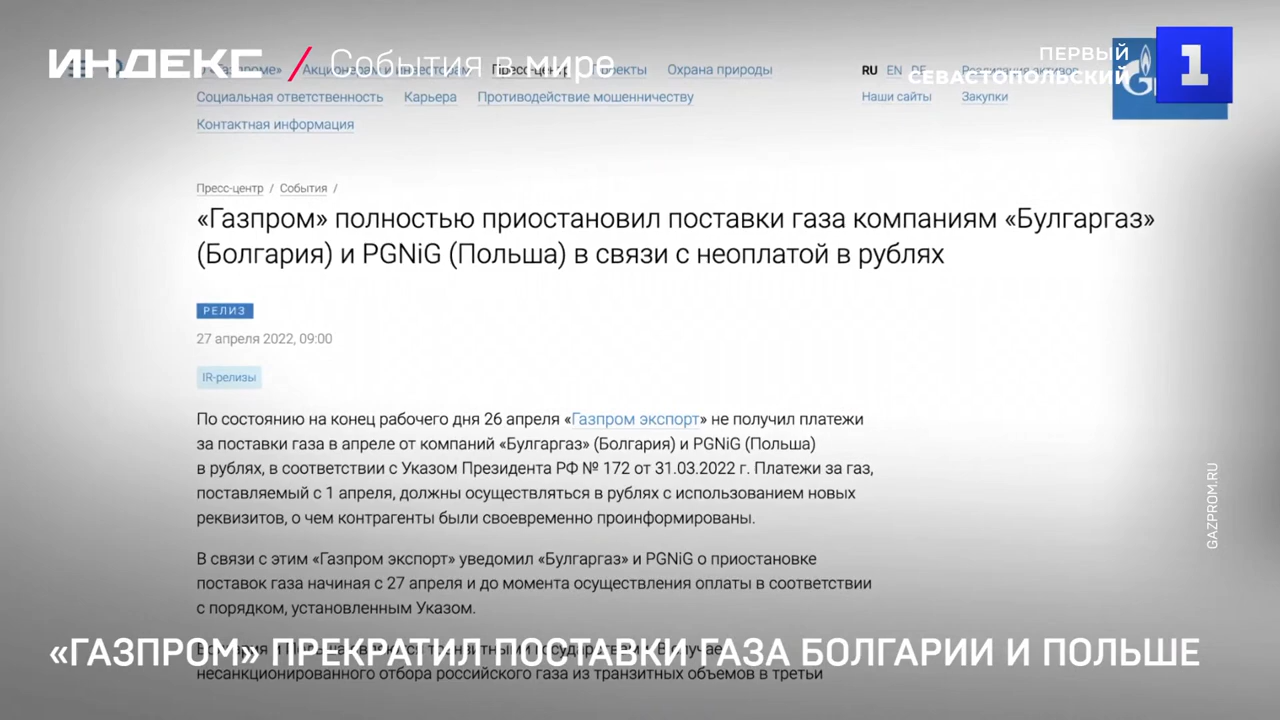 ИНДЕКС / События в мире
ПЕРВЫЙ
СЕВАСТОПОЛЬСКИЙ
1
Акционерам и инвесторам Пресс-центр Проекты Охрана природы
RU EN DE
Социальная ответственность Карьера Противодействие мошенничеству
Наши сайты Закупки
Контактная информация
Пресс-центр / События /
«Газпром» полностью приостановил поставки газа компаниям «Булгаргаз»
(Болгария) и PGNiG (Польша) в связи с неоплатой в рублях
РЕЛИЗ
27 апреля 2022, 09:00
IR-релизы
По состоянию на конец рабочего дня 26 апреля «Газпром экспорт» не получил платежи
за поставки газа в апреле от компаний «Булгаргаз» (Болгария) и PGNiG (Польша)
в рублях, в соответствии с Указом Президента РФ № 172 от 31.03.2022 г. Платежи за газ,
поставляемый с 1 апреля, должны осуществляться в рублях с использованием новых
реквизитов, о чем контрагенты были своевременно проинформированы.
В связи с этим «Газпром экспорт» уведомил «Булгаргаз» и PGNiG о приостановке
поставок газа начиная с 27 апреля и до момента осуществления оплаты в соответствии
с порядком, установленным Указом.
«ГАЗПРОМ» ПРЕКРАТИЛ ПОСТАВКИ ГАЗА БОЛГАРИИ И ПОЛЬШЕ
несанкционированного отбора российского газа из транзитных объемов в третьи
GAZPROM.RU